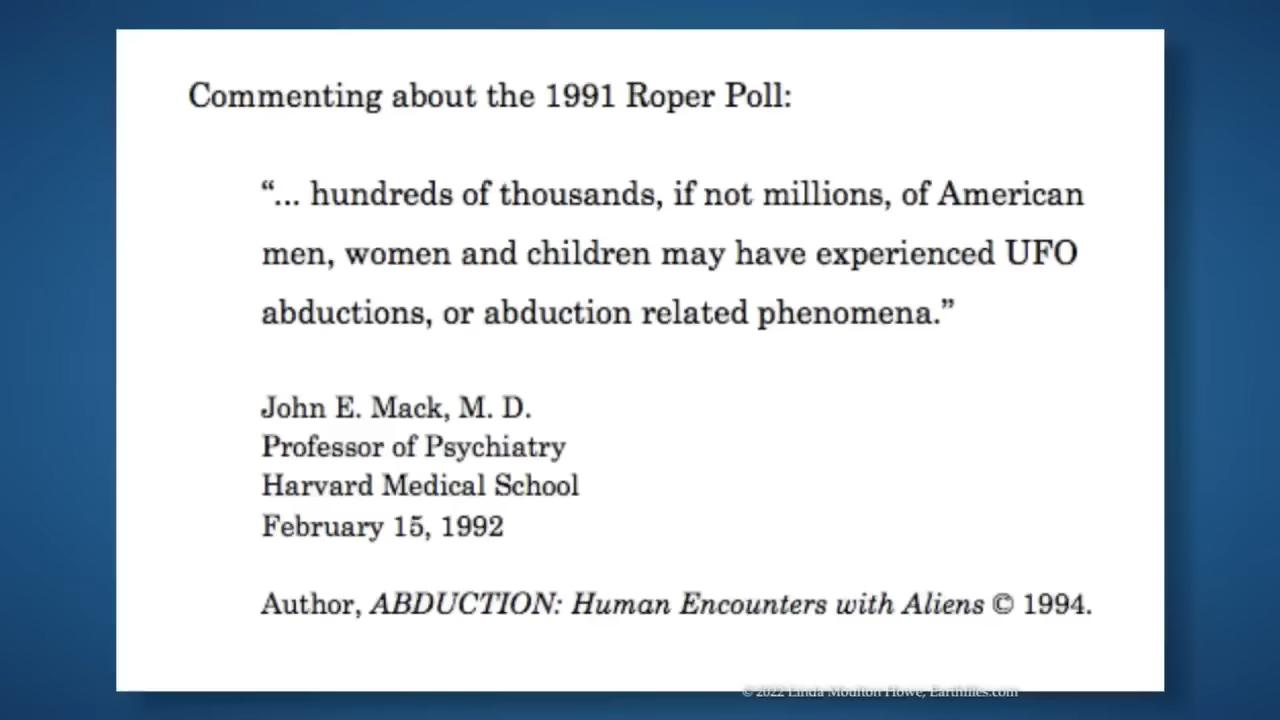 Commenting about the 1991 Roper Poll:
“... hundreds of thousands, if not millions, of American
men, women and children may have experienced UFO
abductions, or abduction related phenomena.”
John E. Mack, M. D.
Professor of Psychiatry
Harvard Medical School
February 15, 1992
Author, ABDUCTION: Human Encounters with Aliens © 1994.
© 2022 Linda Moulton Howe, Earthfiles.com